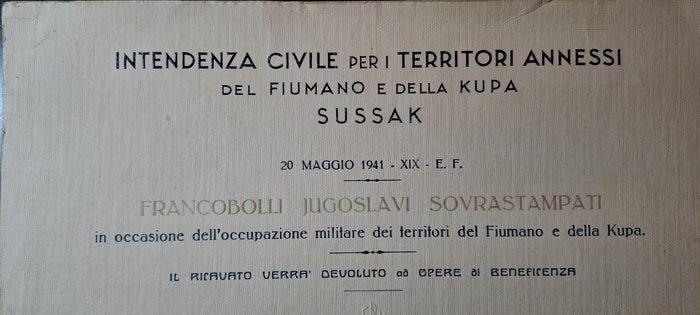 INTENDENZA CIVILE PER I TERRITORI ANNESSI
DEL FIUMANO E DELLA KUPA
SUSSAK
20 MAGGIO 1941 - XIX - E. F.
FRANCOBOLLI JUGOSLAVI SOVRASTAMPATI
in occasione dell'occupazione militare dei territori del Fiumano e della Kupa.
IL RICAVATO VERRA' DEVOLUTO ad OPERE di BENEFICENZA